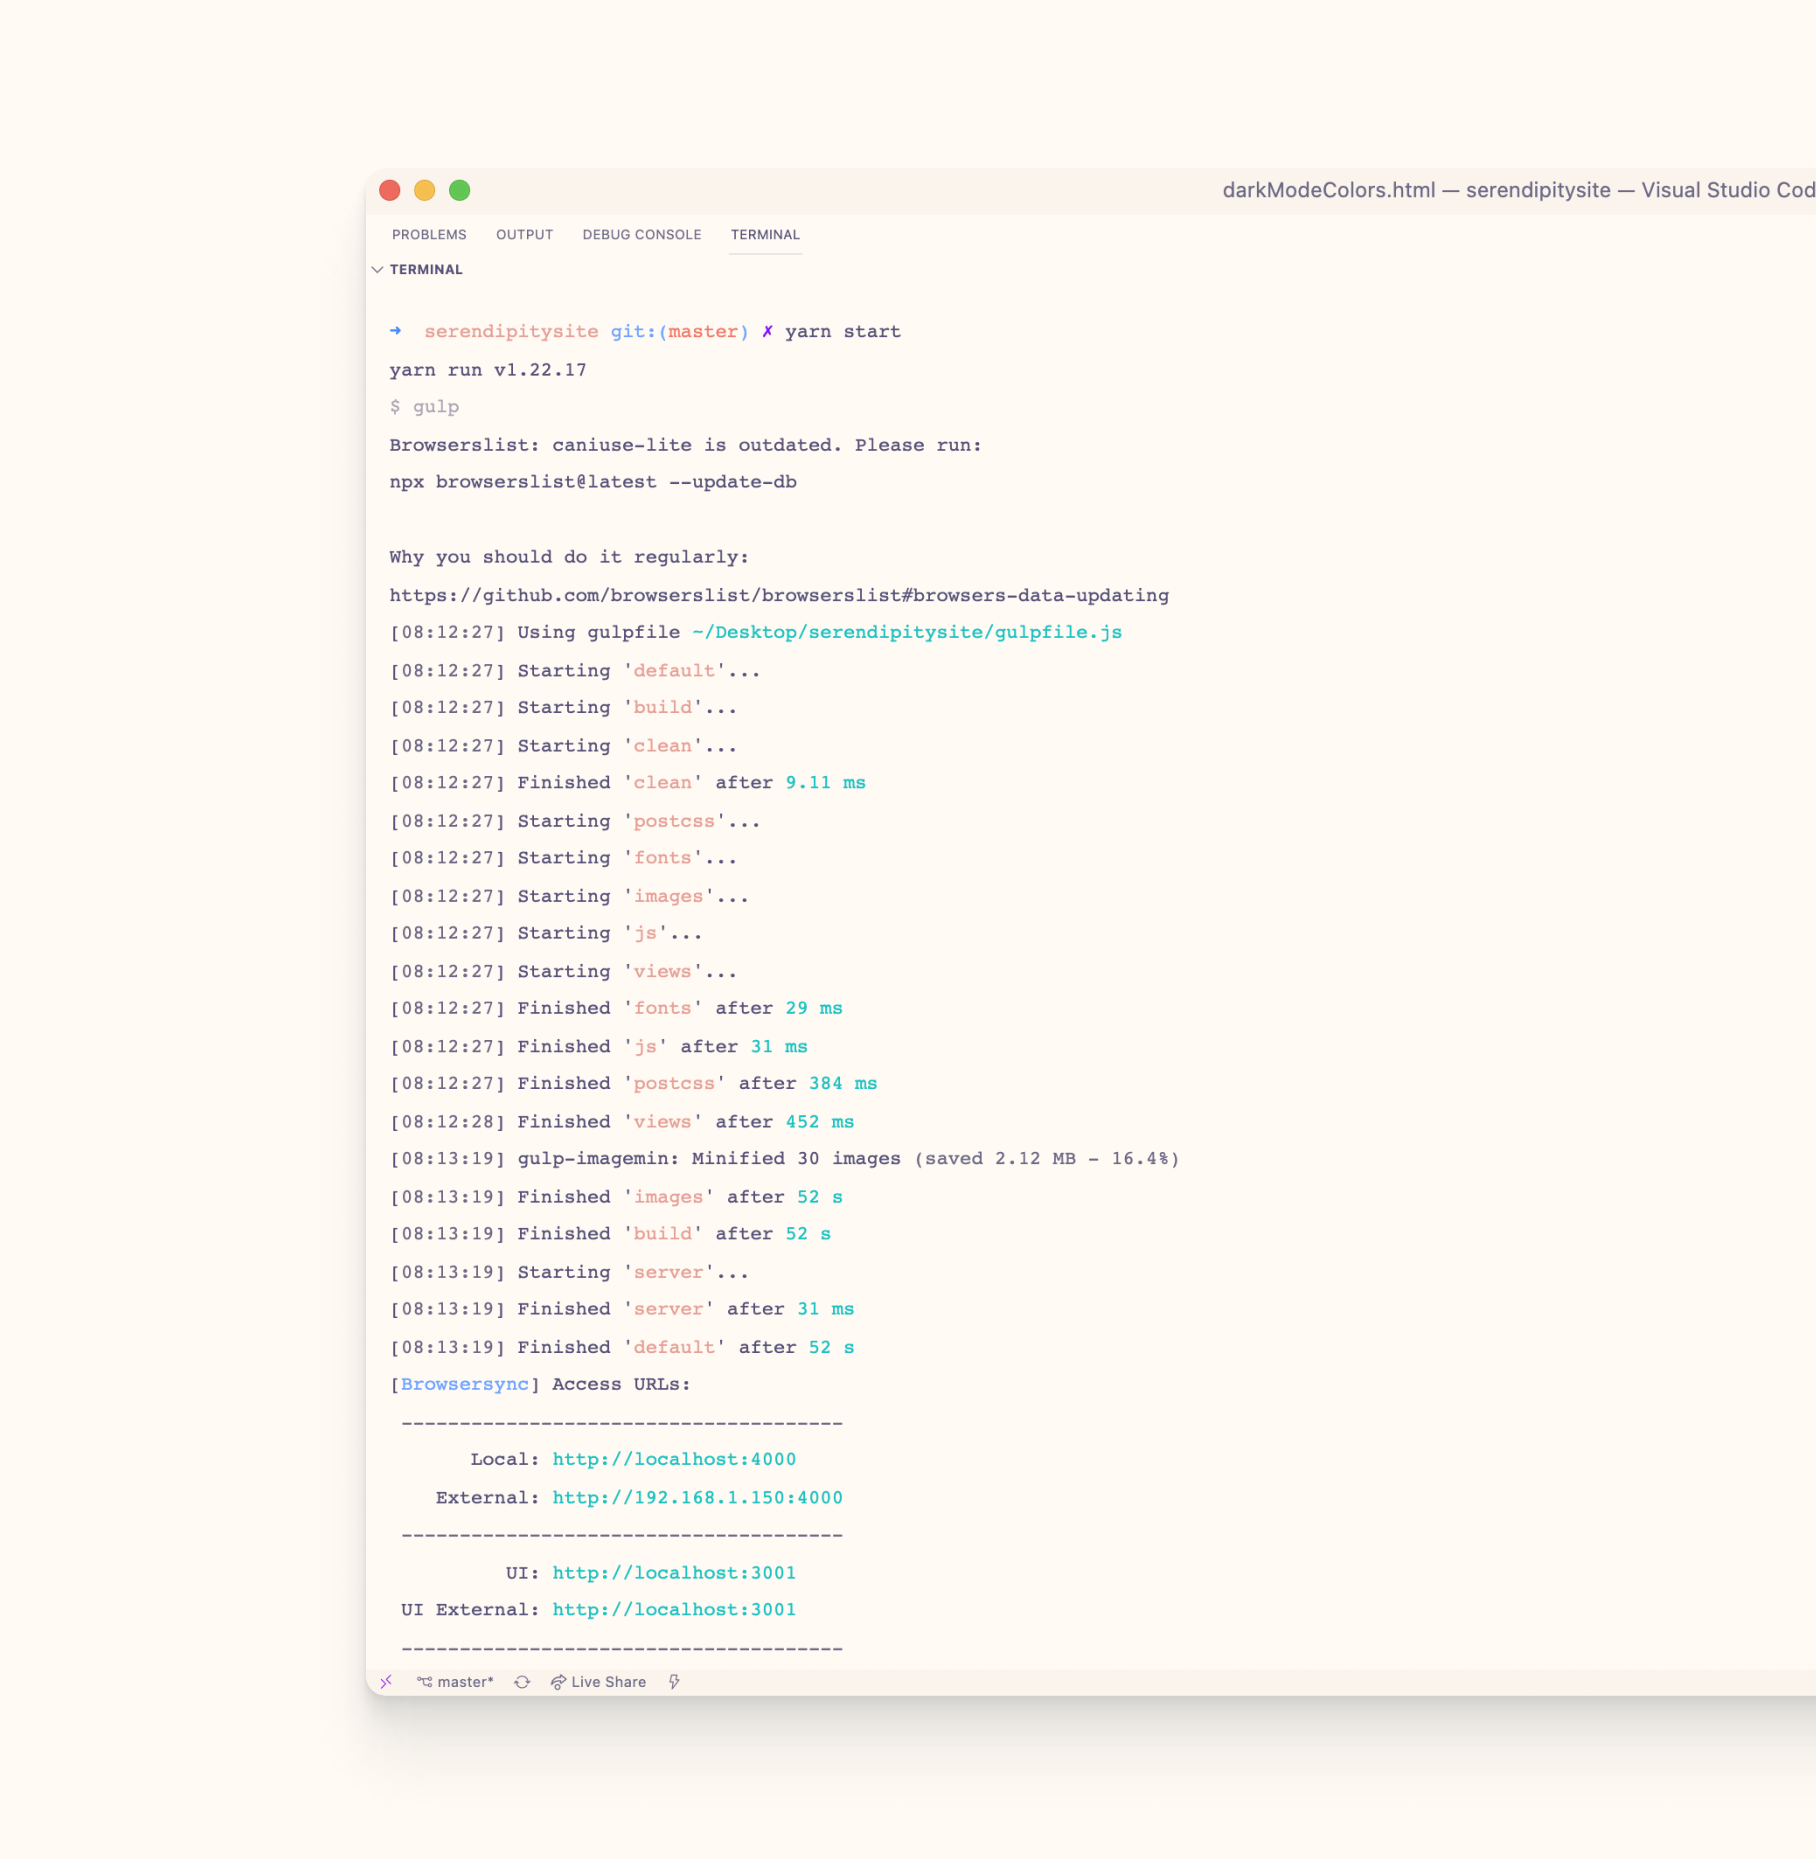 darkModeColors.html — serendipitysite — Visual Studio Cod
PROBLEMS OUTPUT DEBUG CONSOLE TERMINAL
TERMINAL
➜ serendipitysite git:(master) ✗ yarn start
yarn run v1.22.17
$ gulp
Browserslist: caniuse-lite is outdated. Please run:
npx browserslist@latest --update-db
Why you should do it regularly:
https://github.com/browserslist/browserslist#browsers-data-updating
[08:12:27] Using gulpfile ~/Desktop/serendipitysite/gulpfile.js
[08:12:27] Starting 'default'...
[08:12:27] Starting 'build'...
[08:12:27] Starting 'clean'...
[08:12:27] Finished 'clean' after 9.11 ms
[08:12:27] Starting 'postcss'...
[08:12:27] Starting 'fonts'...
[08:12:27] Starting 'images'...
[08:12:27] Starting 'js'...
[08:12:27] Starting 'views'...
[08:12:27] Finished 'fonts' after 29 ms
[08:12:27] Finished 'js' after 31 ms
[08:12:27] Finished 'postcss' after 384 ms
[08:12:28] Finished 'views' after 452 ms
[08:13:19] gulp-imagemin: Minified 30 images (saved 2.12 MB - 16.4%)
[08:13:19] Finished 'images' after 52 s
[08:13:19] Finished 'build' after 52 s
[08:13:19] Starting 'server'...
[08:13:19] Finished 'server' after 31 ms
[08:13:19] Finished 'default' after 52 s
[Browsersync] Access URLs:
--------------------------------------
Local: http://localhost:4000
External: http://192.168.1.150:4000
--------------------------------------
UI: http://localhost:3001
UI External: http://localhost:3001
--------------------------------------
master* Live Share